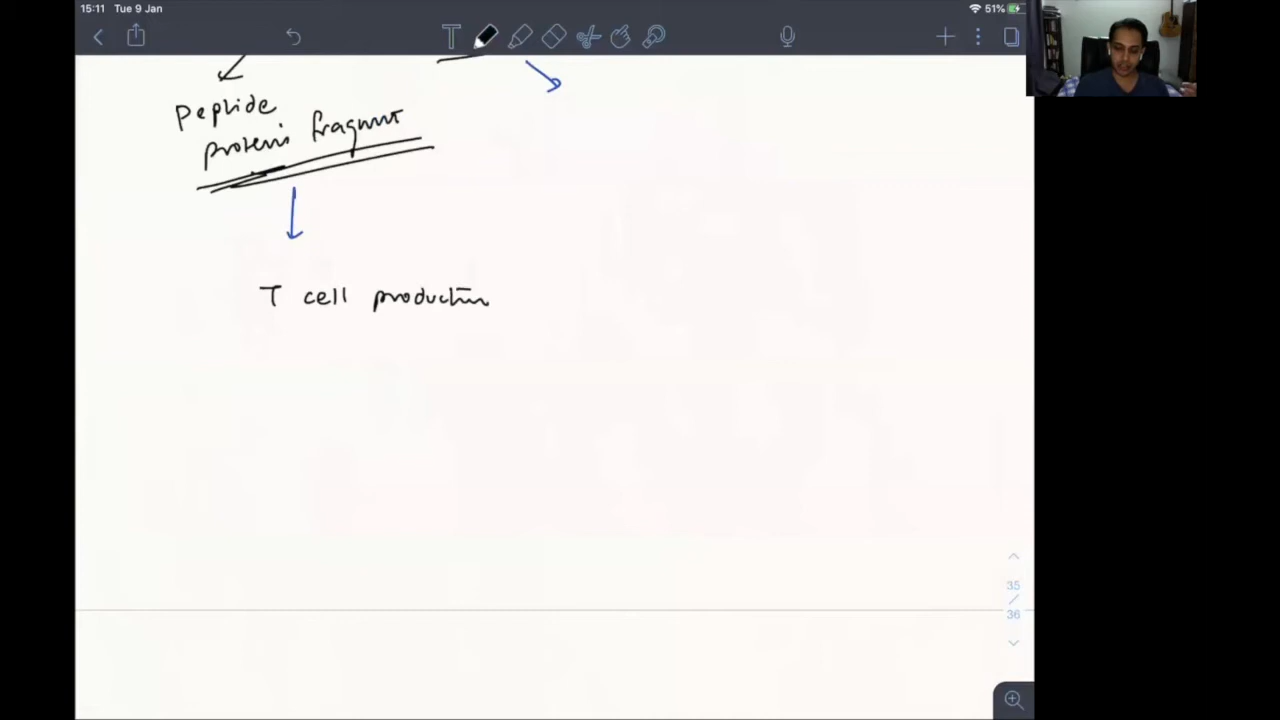 15:11 Tue 9 Jan
51%
T
Peptide
protein fragment
T cell production
35
/
36